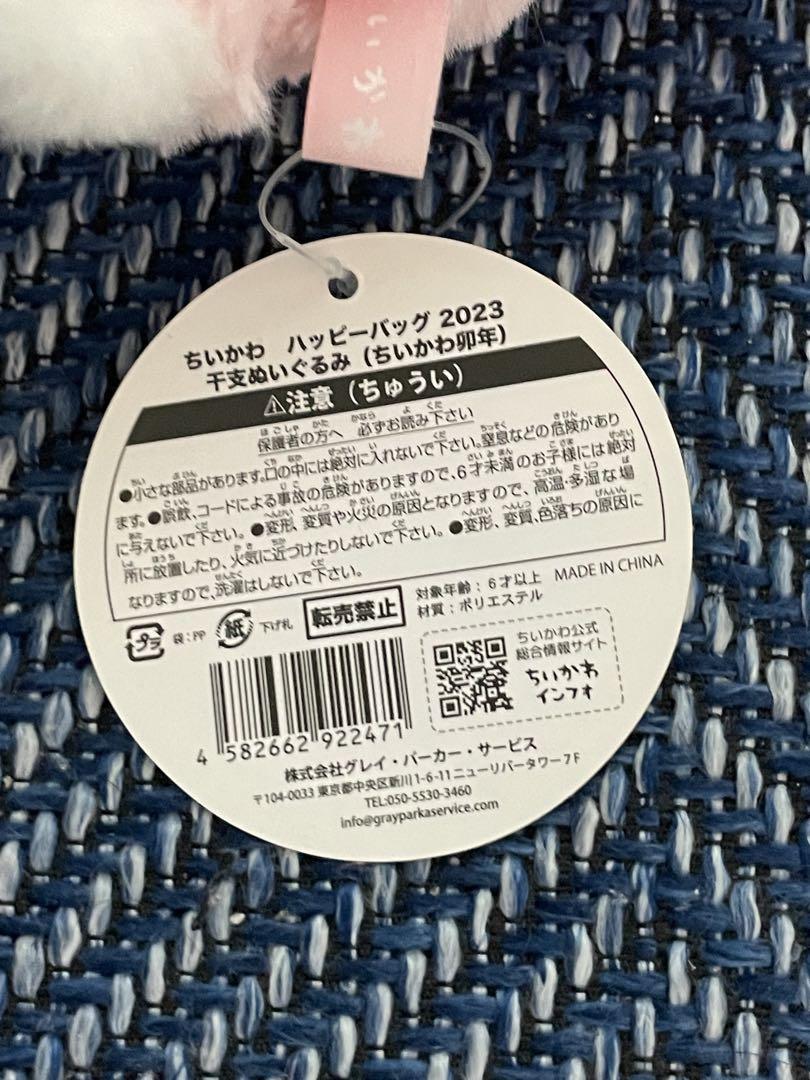 いかわ
ちいかわ ハッピーバッグ 2023
干支ぬいぐるみ (ちいかわ卯年)
⚠注意 (ちゅうい)
保護者の方へ 必ずお読み下さい
●小さな部品があります。口の中には絶対に入れないで下さい。窒息などの危険があり
ます。●誤飲、コードによる事故の危険がありますので、6才未満のお子様には絶対
に与えないで下さい。●変形、変質や火災の原因となりますので、高温・多湿な場
所に放置したり、火気に近づけたりしないで下さい。●変形、変質、色落ちの原因に
なりますので、洗濯はしないで下さい。
プラ 袋:PP 紙 下げ札 転売禁止 対象年齢:6才以上 MADE IN CHINA
材質:ポリエステル
ちいかわ公式
総合情報サイト
ちいかわ
インフォ
4 582662 922471
株式会社グレイ・パーカー・サービス
〒104-0033 東京都中央区新川1-6-11 ニューリバータワー7F
TEL:050-5530-3460
info@grayparkaservice.com